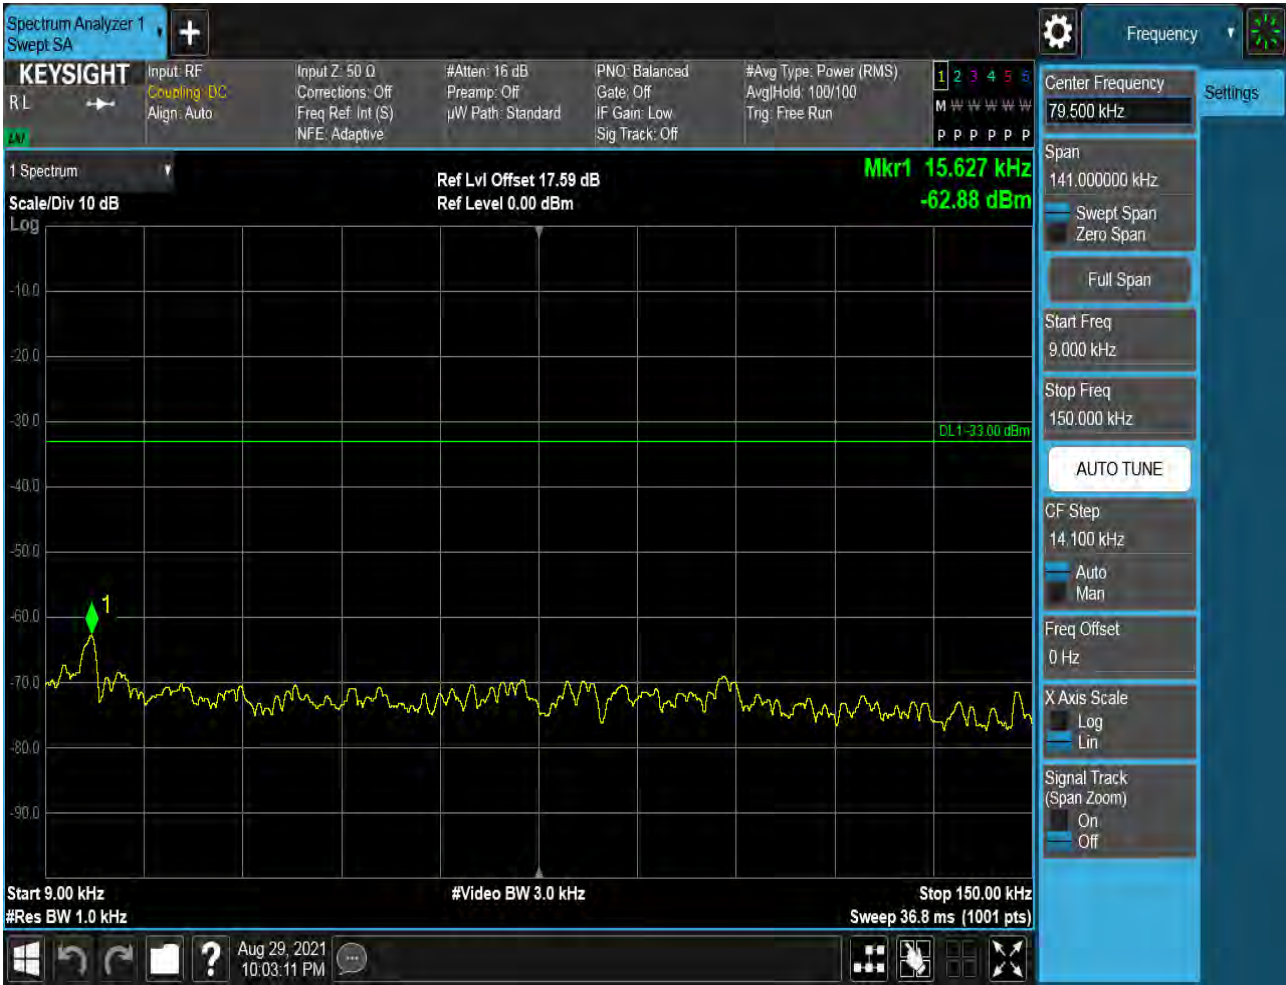 Spectrum Analyzer 1
Swept SA
Frequency
KEYSIGHT
R L
LXI
Input: RF
Coupling: DC
Align: Auto
Input Z: 50 Ω
Corrections: Off
Freq Ref: Int (S)
NFE: Adaptive
#Atten: 16 dB
Preamp: Off
µW Path: Standard
PNO: Balanced
Gate: Off
IF Gain: Low
Sig Track: Off
#Avg Type: Power (RMS)
Avg|Hold: 100/100
Trig: Free Run
1 2 3 4 5 6
M W W W W W
P P P P P P
1 Spectrum
Scale/Div 10 dB
Log
Ref Lvl Offset 17.59 dB
Ref Level 0.00 dBm
Mkr1 15.627 kHz
-62.88 dBm
-10.0
-20.0
-30.0
DL1 -33.00 dBm
-40.0
-50.0
-60.0
1
-70.0
-80.0
-90.0
Start 9.00 kHz
#Video BW 3.0 kHz
Stop 150.00 kHz
#Res BW 1.0 kHz
Sweep 36.8 ms (1001 pts)
?
Aug 29, 2021
10:03:11 PM
Center Frequency
79.500 kHz
Settings
Span
141.000000 kHz
Swept Span
Zero Span
Full Span
Start Freq
9.000 kHz
Stop Freq
150.000 kHz
AUTO TUNE
CF Step
14.100 kHz
Auto
Man
Freq Offset
0 Hz
X Axis Scale
Log
Lin
Signal Track
(Span Zoom)
On
Off